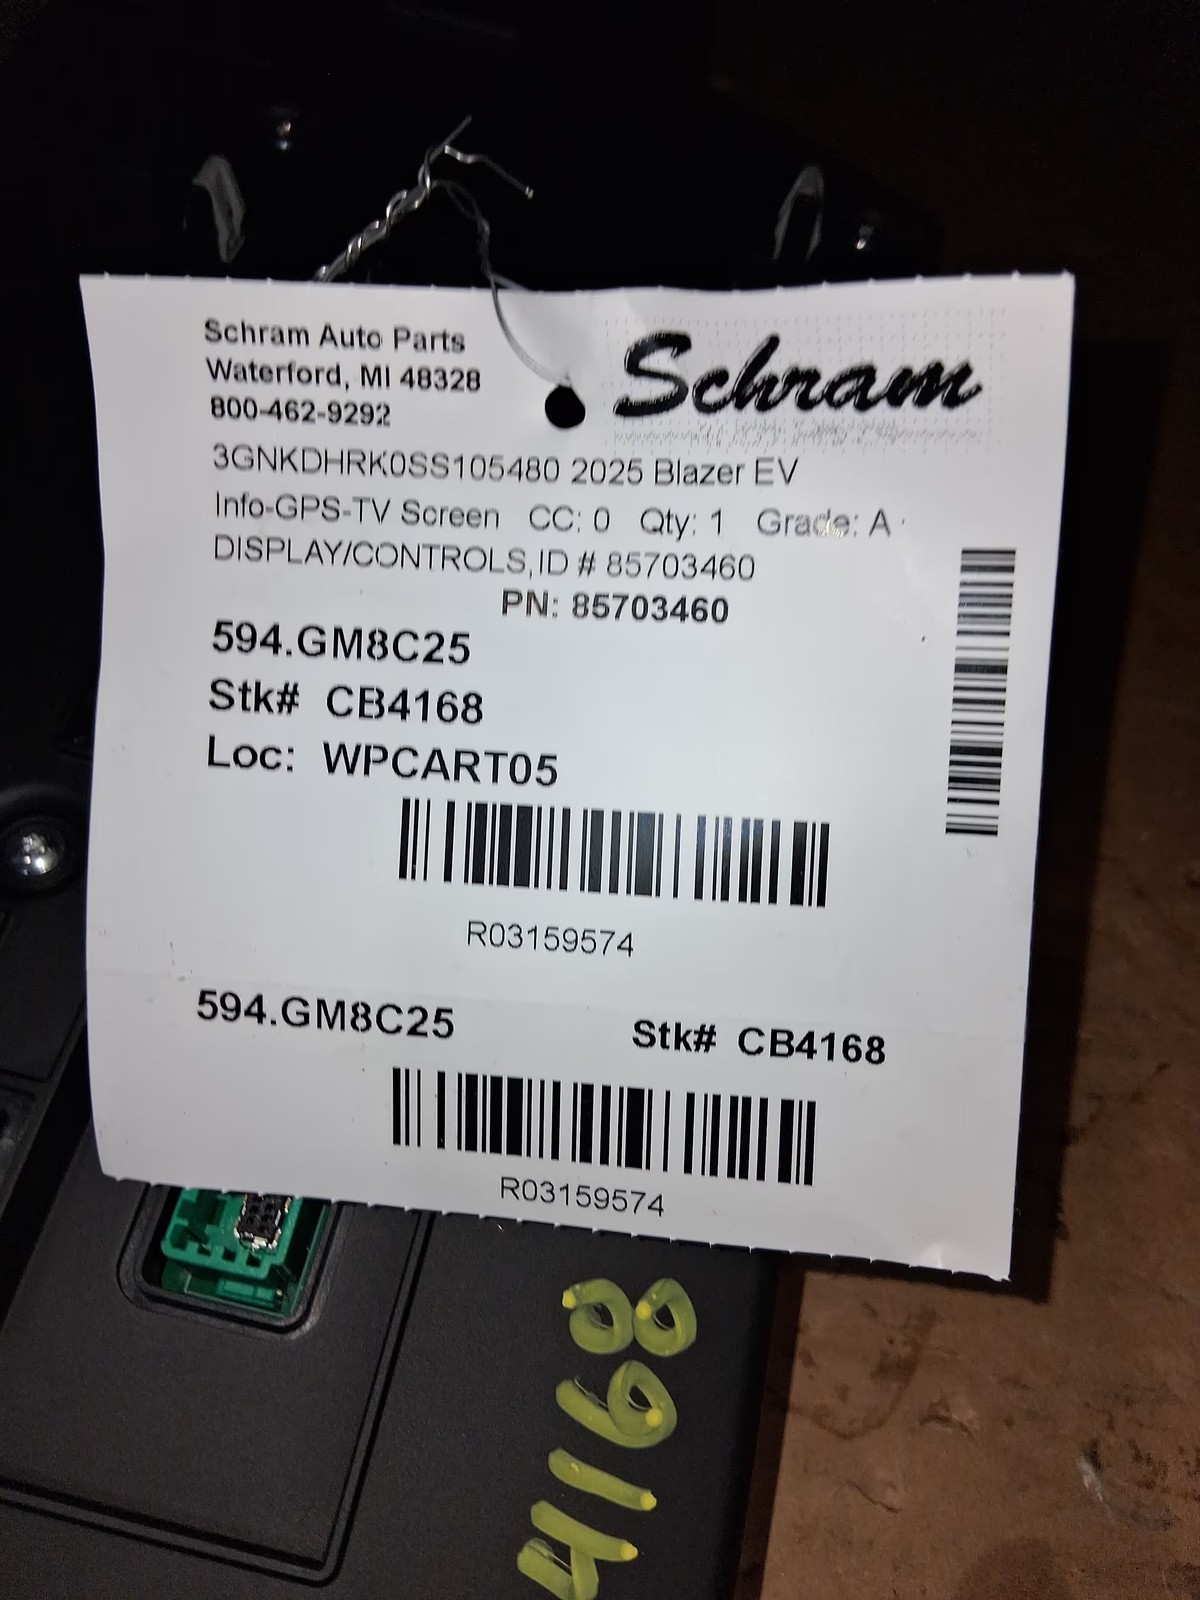 Schram Auto Parts
Waterford, MI 48328
800-462-9292
Schram
3GNKDHRK0SS105480 2025 Blazer EV
Info-GPS-TV Screen CC: 0 Qty: 1 Grade: A
DISPLAY/CONTROLS,ID # 85703460
PN: 85703460
594.GM8C25
Stk# CB4168
Loc: WPCART05
R03159574
594.GM8C25 Stk# CB4168
R03159574
4168